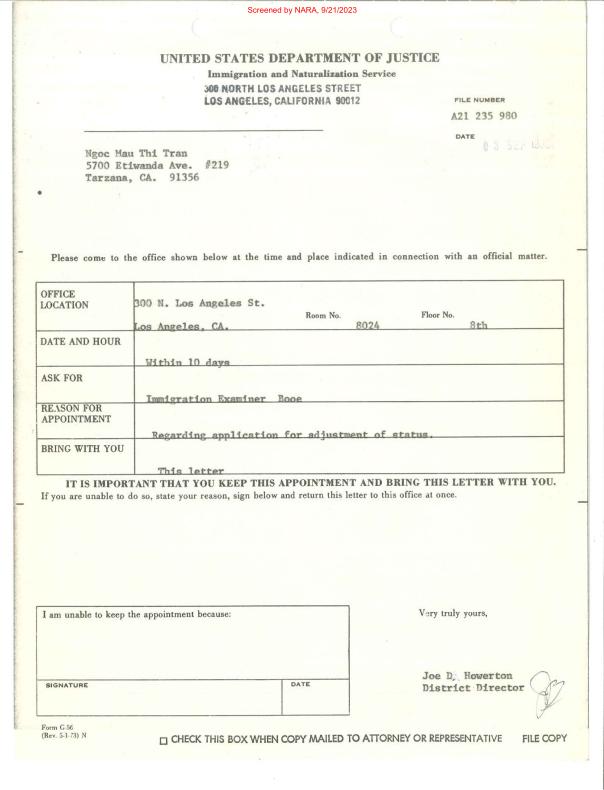 Screened by NARA, 9/21/2023
UNITED STATES DEPARTMENT OF JUSTICE
Immigration and Naturalization Service
300 NORTH LOS ANGELES STREET
LOS ANGELES, CALIFORNIA 90012
FILE NUMBER
A21 235 980
DATE
03 SEP
Ngoc Mau Thi Tran
5700 Etiwanda Ave. #219
Tarzana, CA. 91356
Please come to the office shown below at the time and place indicated in connection with an official matter.
OFFICE LOCATION
300 N. Los Angeles St.
Los Angeles, CA. Room No. 8024 Floor No. 8th
DATE AND HOUR
Within 10 days
ASK FOR
Immigration Examiner Booe
REASON FOR APPOINTMENT
Regarding application for adjustment of status.
BRING WITH YOU
This letter
IT IS IMPORTANT THAT YOU KEEP THIS APPOINTMENT AND BRING THIS LETTER WITH YOU.
If you are unable to do so, state your reason, sign below and return this letter to this office at once.
I am unable to keep the appointment because:
Very truly yours,
Joe D. Howerton
District Director
SIGNATURE
DATE
Form G-56
(Rev. 5-1-73) N
CHECK THIS BOX WHEN COPY MAILED TO ATTORNEY OR REPRESENTATIVE FILE COPY